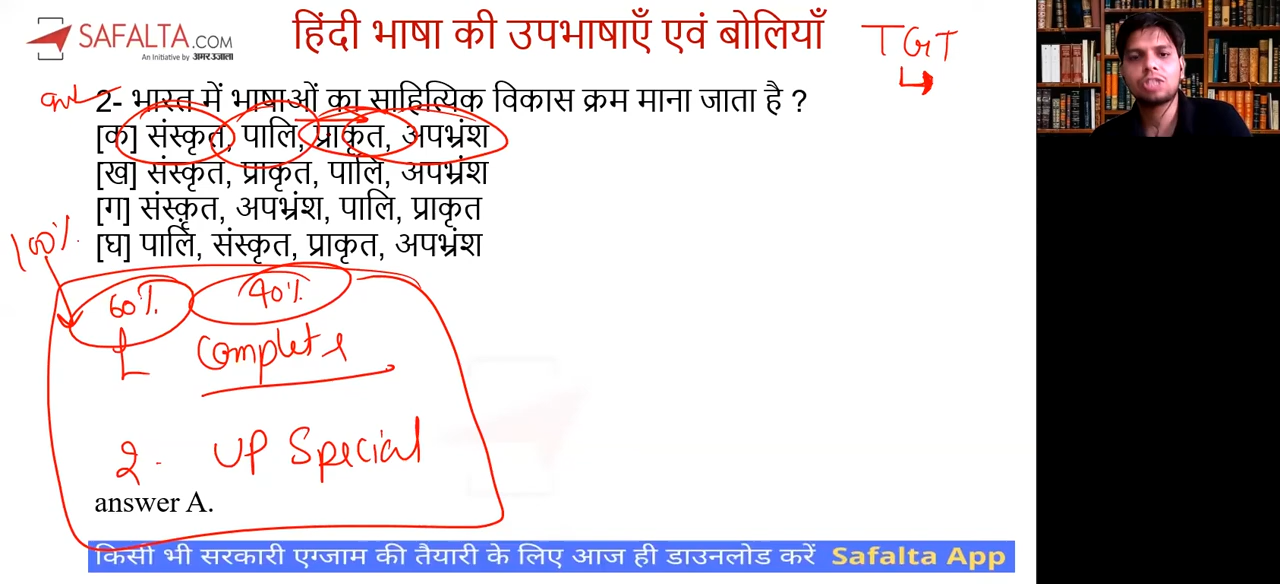 SAFALTA.COM
An Initiative by अमर उजाला
हिंदी भाषा की उपभाषाएँ एवं बोलियाँ
TGT
2- भारत में भाषाओं का साहित्यिक विकास क्रम माना जाता है ?
[क] संस्कृत, पालि, प्राकृत, अपभ्रंश
[ख] संस्कृत, प्राकृत, पालि, अपभ्रंश
[ग] संस्कृत, अपभ्रंश, पालि, प्राकृत
[घ] पालि, संस्कृत, प्राकृत, अपभ्रंश
100%
60% 40%
Complete
2. UP Special
answer A.
किसी भी सरकारी एग्जाम की तैयारी के लिए आज ही डाउनलोड करें Safalta App